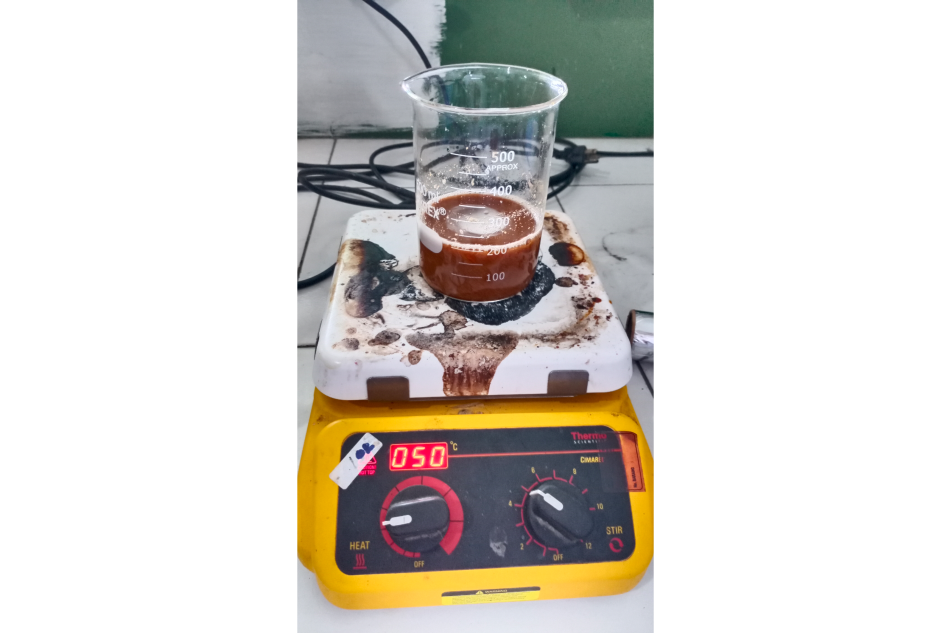 500
APPROX
400
300
200
100
050 °C
Thermo
SCIENTIFIC
CIMAREC
6 8
4 10
2 12
OFF
HEAT
OFF
STIR